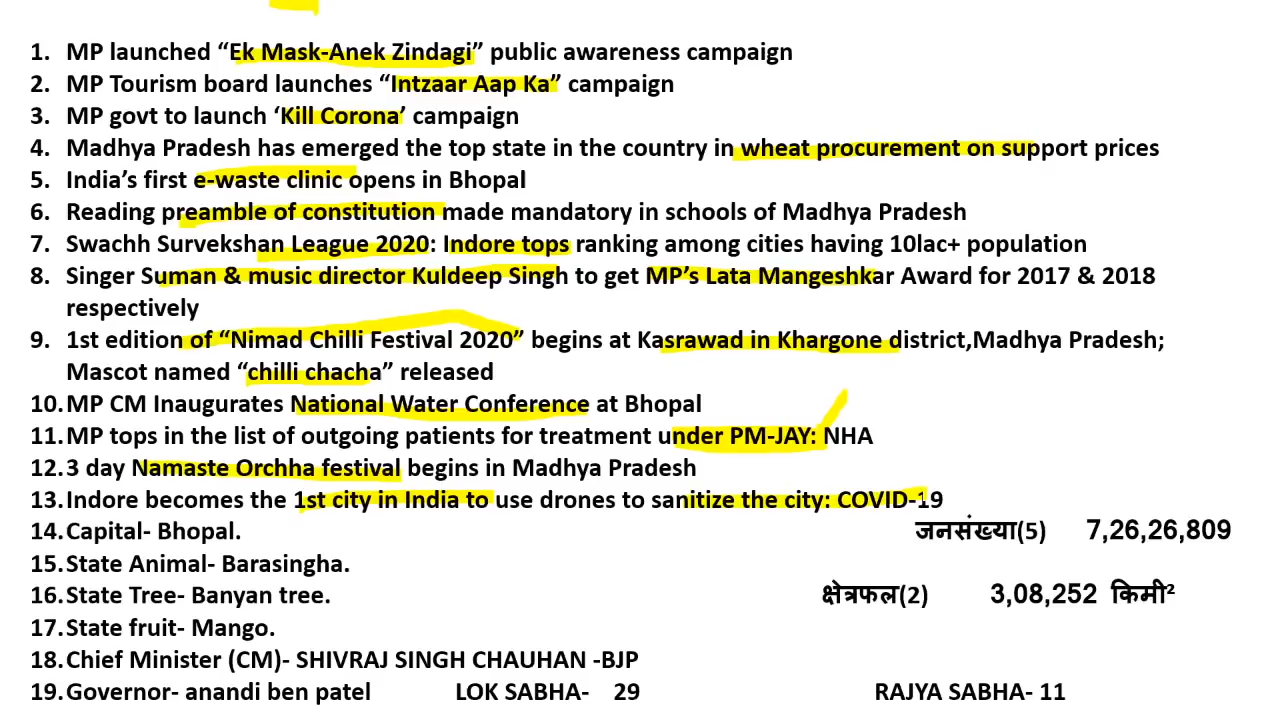 1. MP launched “Ek Mask-Anek Zindagi” public awareness campaign
2. MP Tourism board launches “Intzaar Aap Ka” campaign
3. MP govt to launch ‘Kill Corona’ campaign
4. Madhya Pradesh has emerged the top state in the country in wheat procurement on support prices
5. India’s first e-waste clinic opens in Bhopal
6. Reading preamble of constitution made mandatory in schools of Madhya Pradesh
7. Swachh Survekshan League 2020: Indore tops ranking among cities having 10lac+ population
8. Singer Suman & music director Kuldeep Singh to get MP’s Lata Mangeshkar Award for 2017 & 2018
respectively
9. 1st edition of “Nimad Chilli Festival 2020” begins at Kasrawad in Khargone district,Madhya Pradesh;
Mascot named “chilli chacha” released
10. MP CM Inaugurates National Water Conference at Bhopal
11. MP tops in the list of outgoing patients for treatment under PM-JAY: NHA
12. 3 day Namaste Orchha festival begins in Madhya Pradesh
13. Indore becomes the 1st city in India to use drones to sanitize the city: COVID-19
14. Capital- Bhopal. जनसंख्या(5) 7,26,26,809
15. State Animal- Barasingha.
16. State Tree- Banyan tree. क्षेत्रफल(2) 3,08,252 किमी²
17. State fruit- Mango.
18. Chief Minister (CM)- SHIVRAJ SINGH CHAUHAN -BJP
19. Governor- anandi ben patel LOK SABHA- 29 RAJYA SABHA- 11